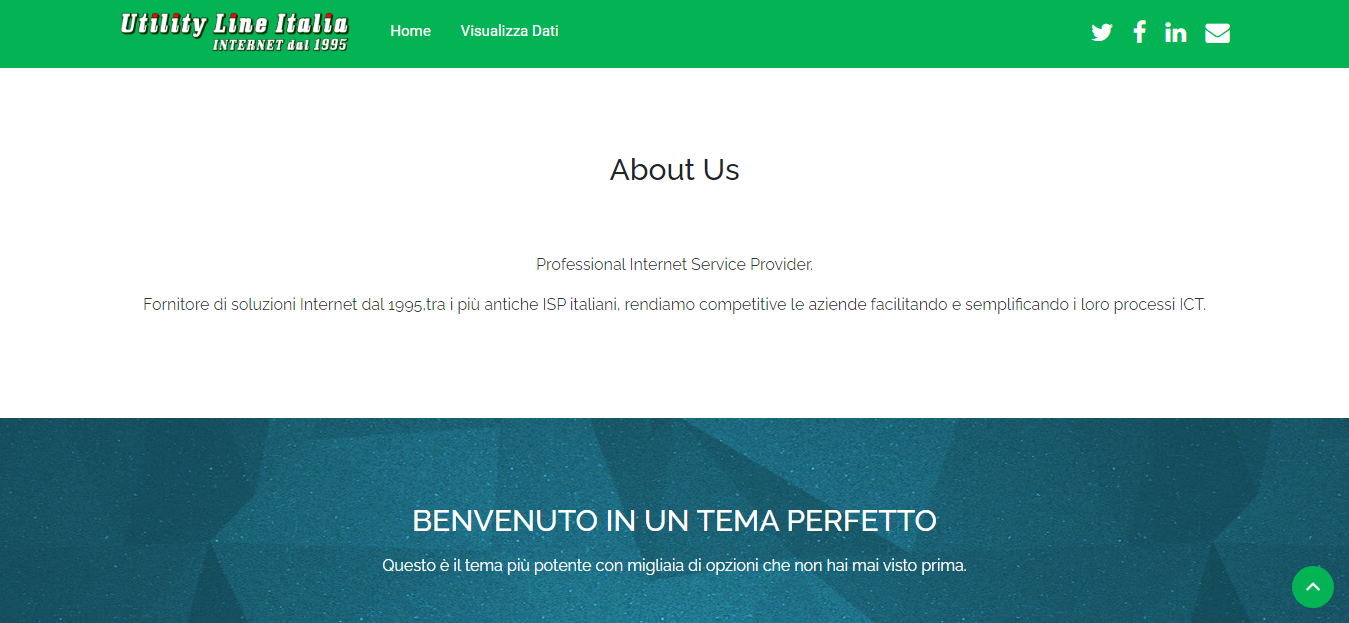 Utility Line Italia
INTERNET dal 1995
Home
Visualizza Dati
About Us
Professional Internet Service Provider.
Fornitore di soluzioni Internet dal 1995,tra i più antiche ISP italiani, rendiamo competitive le aziende facilitando e semplificando i loro processi ICT.
BENVENUTO IN UN TEMA PERFETTO
Questo è il tema più potente con migliaia di opzioni che non hai mai visto prima.